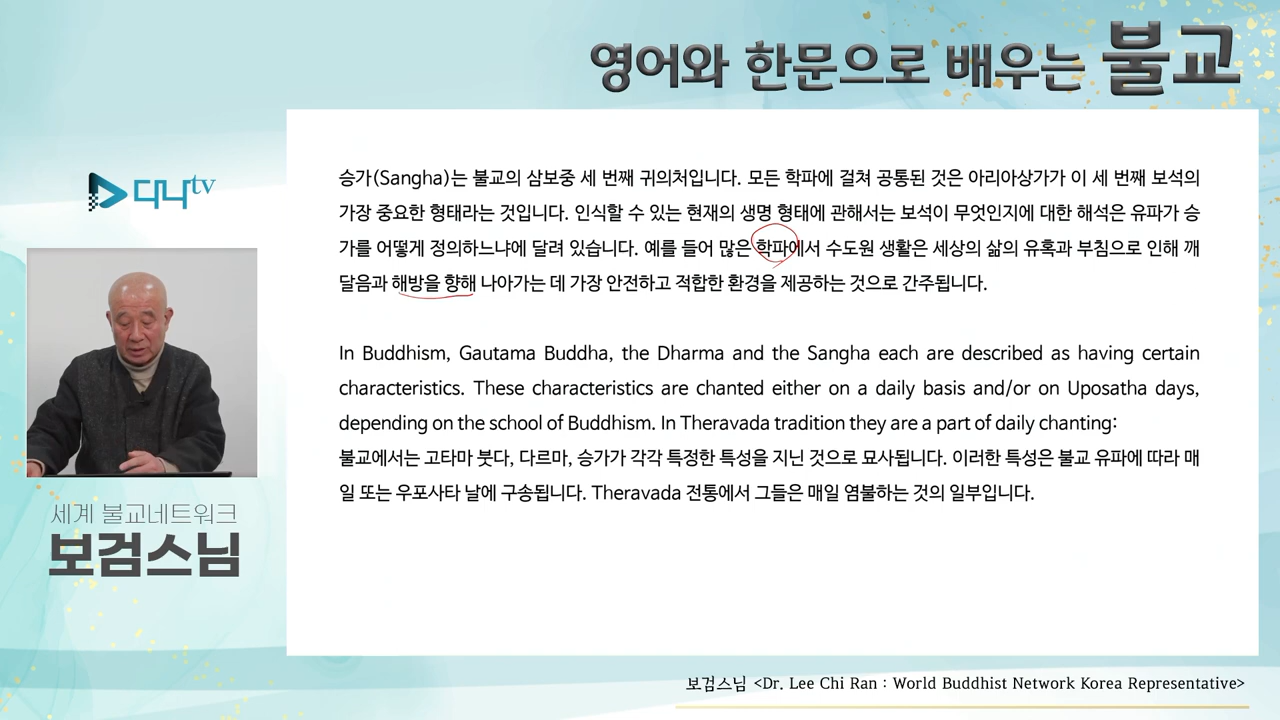 영어와 한문으로 배우는 불교
디나tv
승가(Sangha)는 불교의 삼보중 세 번째 귀의처입니다. 모든 학파에 걸쳐 공통된 것은 아리아상가가 이 세 번째 보석의
가장 중요한 형태라는 것입니다. 인식할 수 있는 현재의 생명 형태에 관해서는 보석이 무엇인지에 대한 해석은 유파가 승
가를 어떻게 정의하느냐에 달려 있습니다. 예를 들어 많은 학파에서 수도원 생활은 세상의 삶의 유혹과 부침으로 인해 깨
달음과 해방을 향해 나아가는 데 가장 안전하고 적합한 환경을 제공하는 것으로 간주됩니다.
In Buddhism, Gautama Buddha, the Dharma and the Sangha each are described as having certain
characteristics. These characteristics are chanted either on a daily basis and/or on Uposatha days,
depending on the school of Buddhism. In Theravada tradition they are a part of daily chanting:
불교에서는 고타마 붓다, 다르마, 승가가 각각 특정한 특성을 지닌 것으로 묘사됩니다. 이러한 특성은 불교 유파에 따라 매
일 또는 우포사타 날에 구송됩니다. Theravada 전통에서 그들은 매일 염불하는 것의 일부입니다.
세계 불교네트워크
보검스님
보검스님 <Dr. Lee Chi Ran : World Buddhist Network Korea Representative>